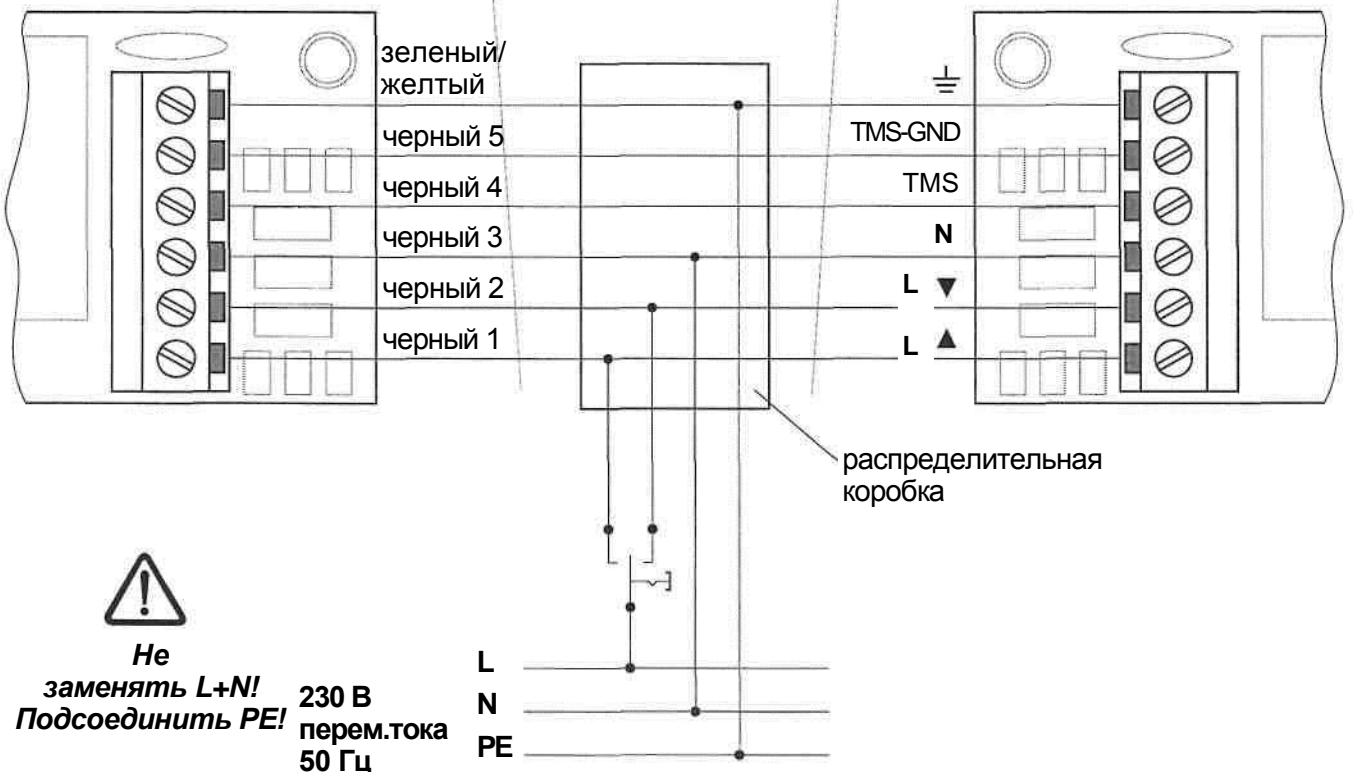 зеленый/
желтый
черный 5
черный 4
черный 3
черный 2
черный 1
TMS-GND
TMS
N
L ▼
L ▲
распределительная
коробка
Не
заменять L+N!
Подсоединить PE!
230 В
перем.тока
50 Гц
L
N
PE